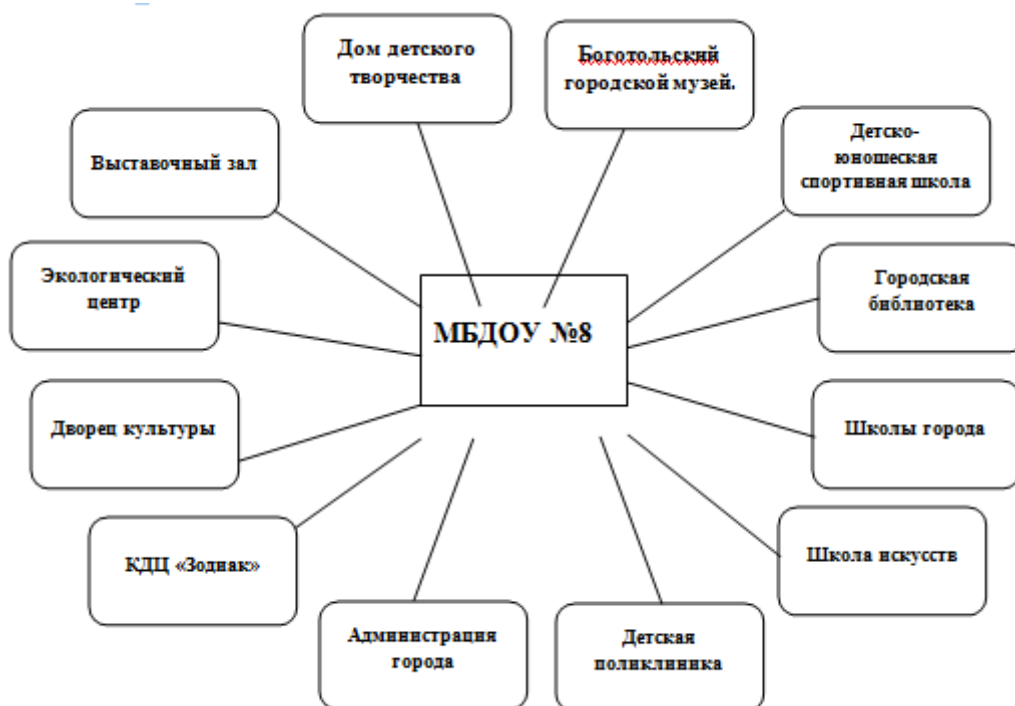 Дом детского
творчества
Боготольский
городской музей.
Выставочный зал
Детско-
юношеская
спортивная школа
Экологический
центр
Городская
библиотека
МБДОУ №8
Дворец культуры
Школы города
КДЦ «Зодиак»
Школа искусств
Администрация
города
Детская
поликлиника